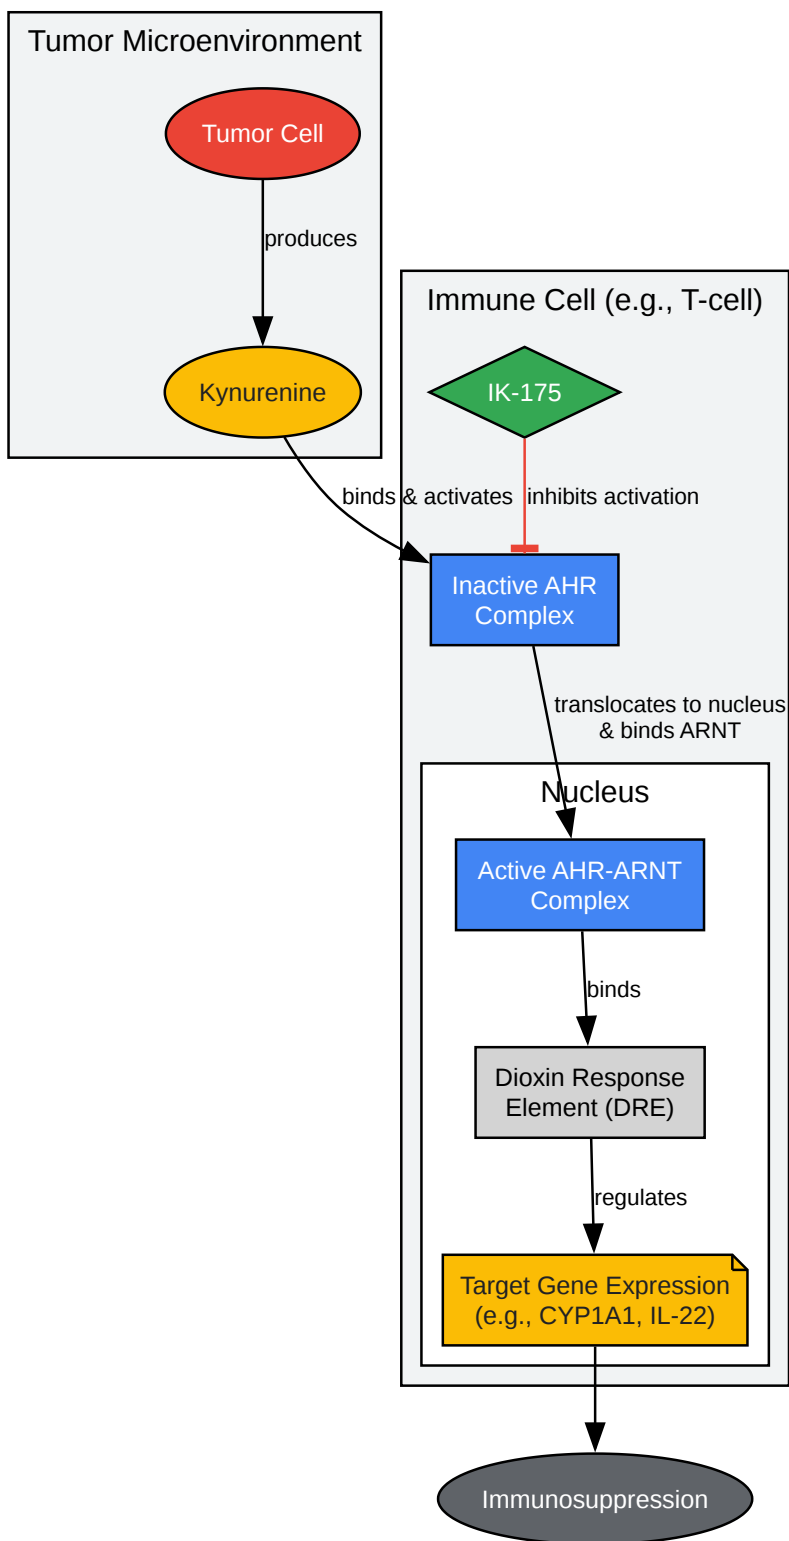 Tumor Microenvironment
Tumor Cell
produces
Immune Cell (e.g., T-cell)
Kynurenine
IK-175
binds & activates
inhibits activation
Inactive AHR
Complex
translocates to nucleus
& binds ARNT
Nucleus
Active AHR-ARNT
Complex
binds
Dioxin Response
Element (DRE)
regulates
Target Gene Expression
(e.g., CYP1A1, IL-22)
Immunosuppression